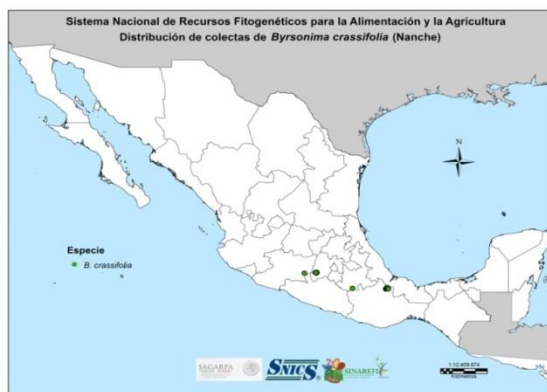 Sistema Nacional de Recursos Fitogenéticos para la Alimentación y la Agricultura
Distribución de colectas de Byrsonima crassifolia (Nanche)
N
Especie
B. crassifolia
SAGARPA
SNICS
SINAREFI